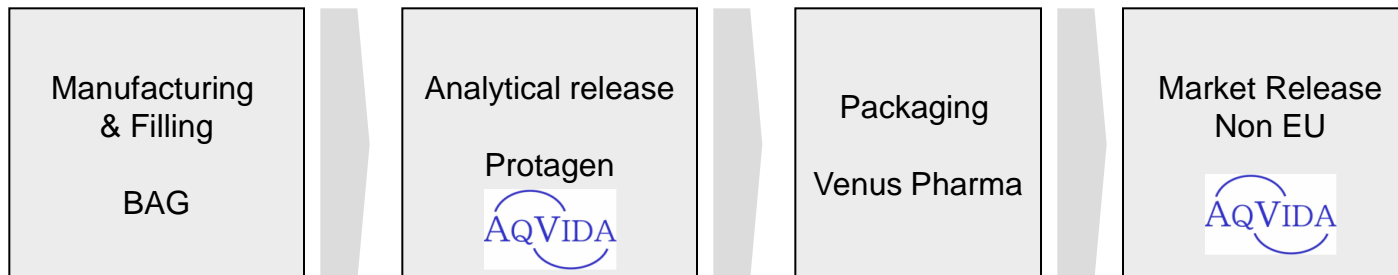 Manufacturing
& Filling
BAG
Analytical release
Protagen
AQVIDA
Packaging
Venus Pharma
Market Release
Non EU
AQVIDA